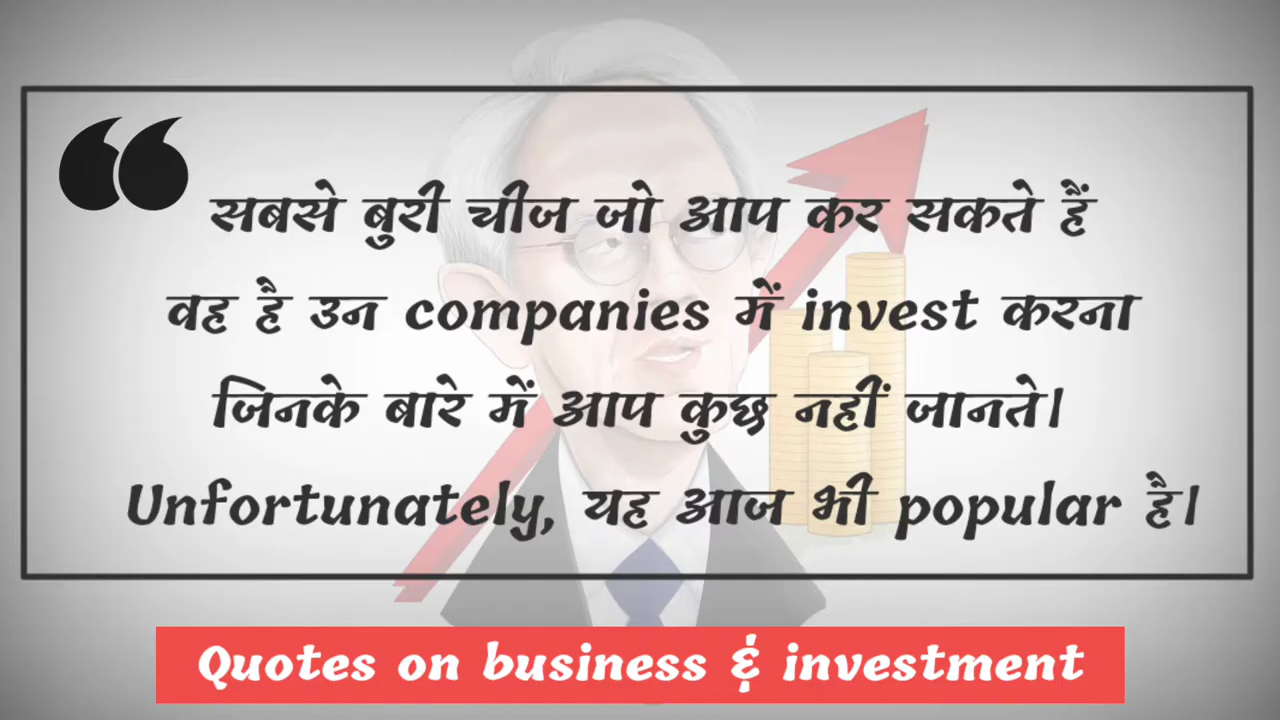 सबसे बुरी चीज जो आप कर सकते हैं
वह है उन companies में invest करना
जिनके बारे में आप कुछ नहीं जानते।
Unfortunately, यह आज भी popular है।
Quotes on business & investment